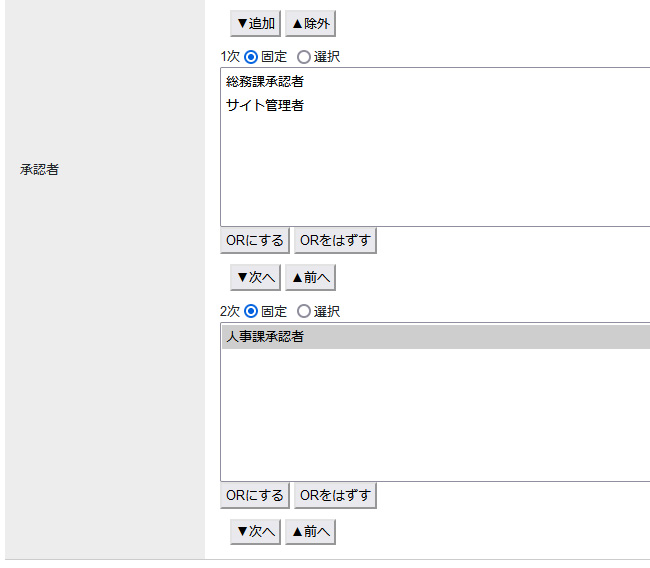 ▼追加 ▲除外
1次 固定 選択
総務課承認者
サイト管理者
承認者
ORにする ORをはずす
▼次へ ▲前へ
2次 固定 選択
人事課承認者
ORにする ORをはずす
▼次へ ▲前へ